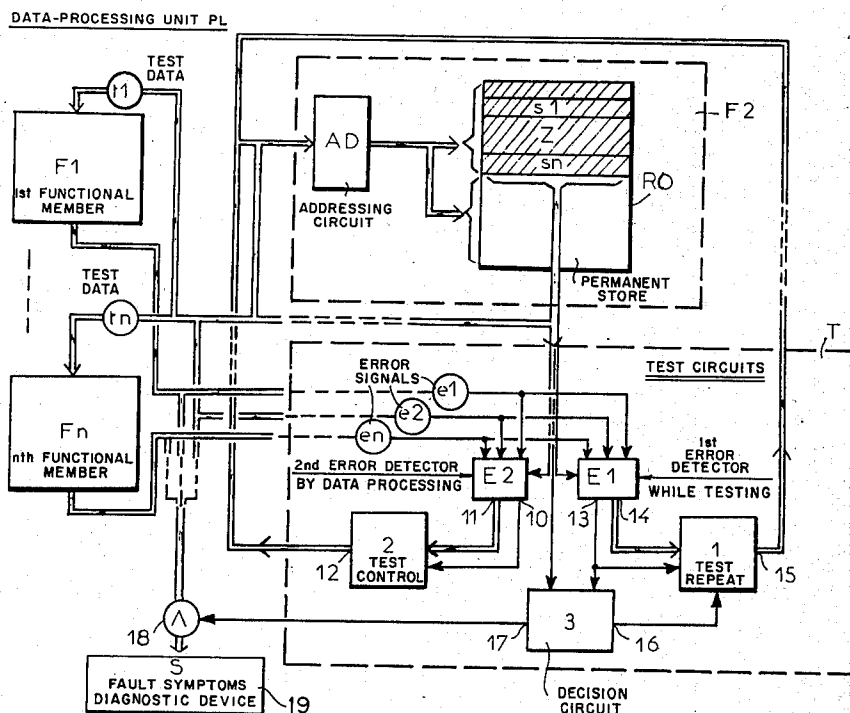 DATA-PROCESSING UNIT PL
TEST
DATA
t1
F1
1st FUNCTIONAL
MEMBER
AD
ADDRESSING
CIRCUIT
s1
Z
sn
F2
RO
PERMANENT
STORE
TEST
DATA
tn
Fn
nth FUNCTIONAL
MEMBER
T
TEST CIRCUITS
ERROR
SIGNALS
e1
e2
en
2nd ERROR DETECTOR
BY DATA PROCESSING
E2
E1
1st
ERROR
DETECTOR
WHILE TESTING
11
10
13
14
12
2
TEST
CONTROL
1
TEST
REPEAT
15
18
Λ
17
3
16
S
FAULT SYMPTOMS
DIAGNOSTIC DEVICE
19
DECISION
CIRCUIT